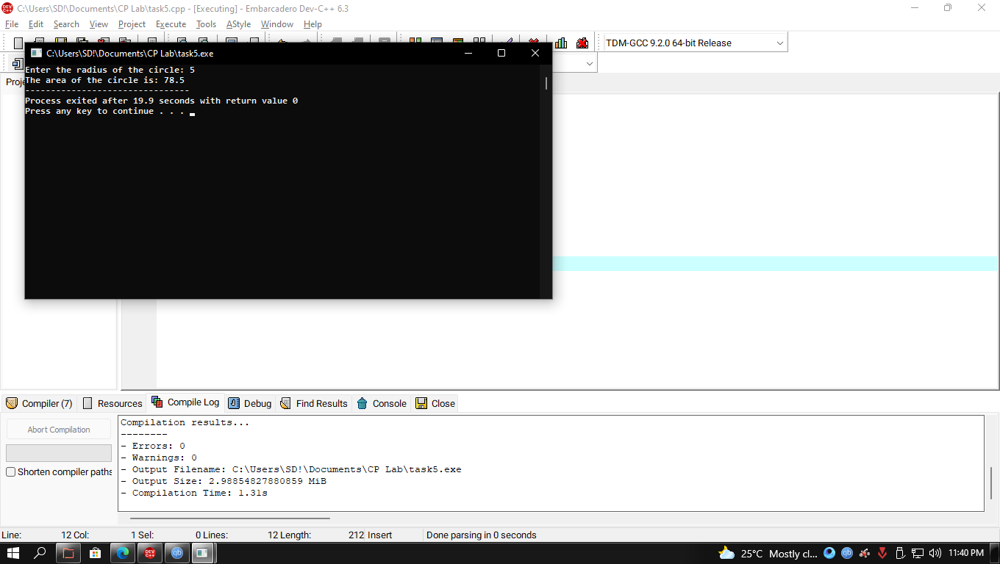 C:\Users\SD!\Documents\CP Lab\task5.cpp - [Executing] - Embarcadero Dev-C++ 6.3
File Edit Search View Project Execute Tools AStyle Window Help
TDM-GCC 9.2.0 64-bit Release
C:\Users\SD!\Documents\CP Lab\task5.exe
Enter the radius of the circle: 5
The area of the circle is: 78.5
--------------------------------
Process exited after 19.9 seconds with return value 0
Press any key to continue . . .
Compiler (7) Resources Compile Log Debug Find Results Console Close
Abort Compilation
Shorten compiler paths
Compilation results...
--------
- Errors: 0
- Warnings: 0
- Output Filename: C:\Users\SD!\Documents\CP Lab\task5.exe
- Output Size: 2.98854827880859 MiB
- Compilation Time: 1.31s
Line: 12 Col: 1 Sel: 0 Lines: 12 Length: 212 Insert Done parsing in 0 seconds
DEV C++ qb 25°C Mostly cl... qb 11:40 PM